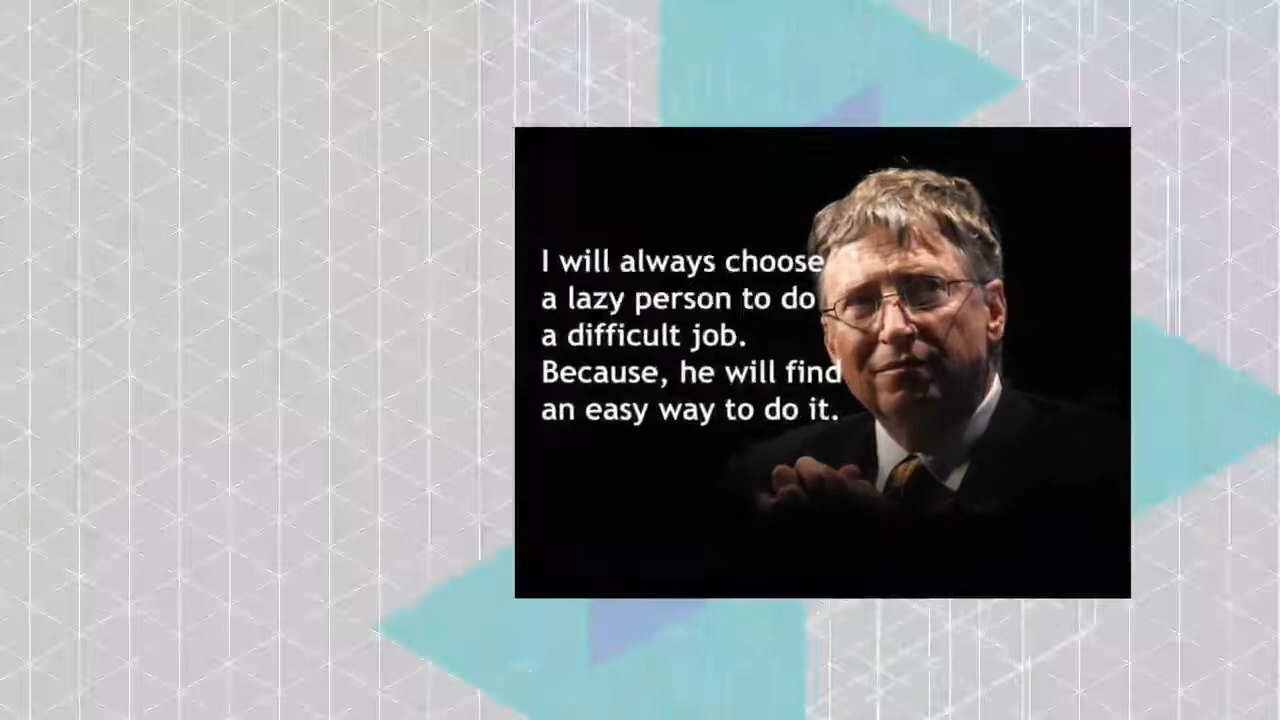 I will always choose
a lazy person to do
a difficult job.
Because, he will find
an easy way to do it.